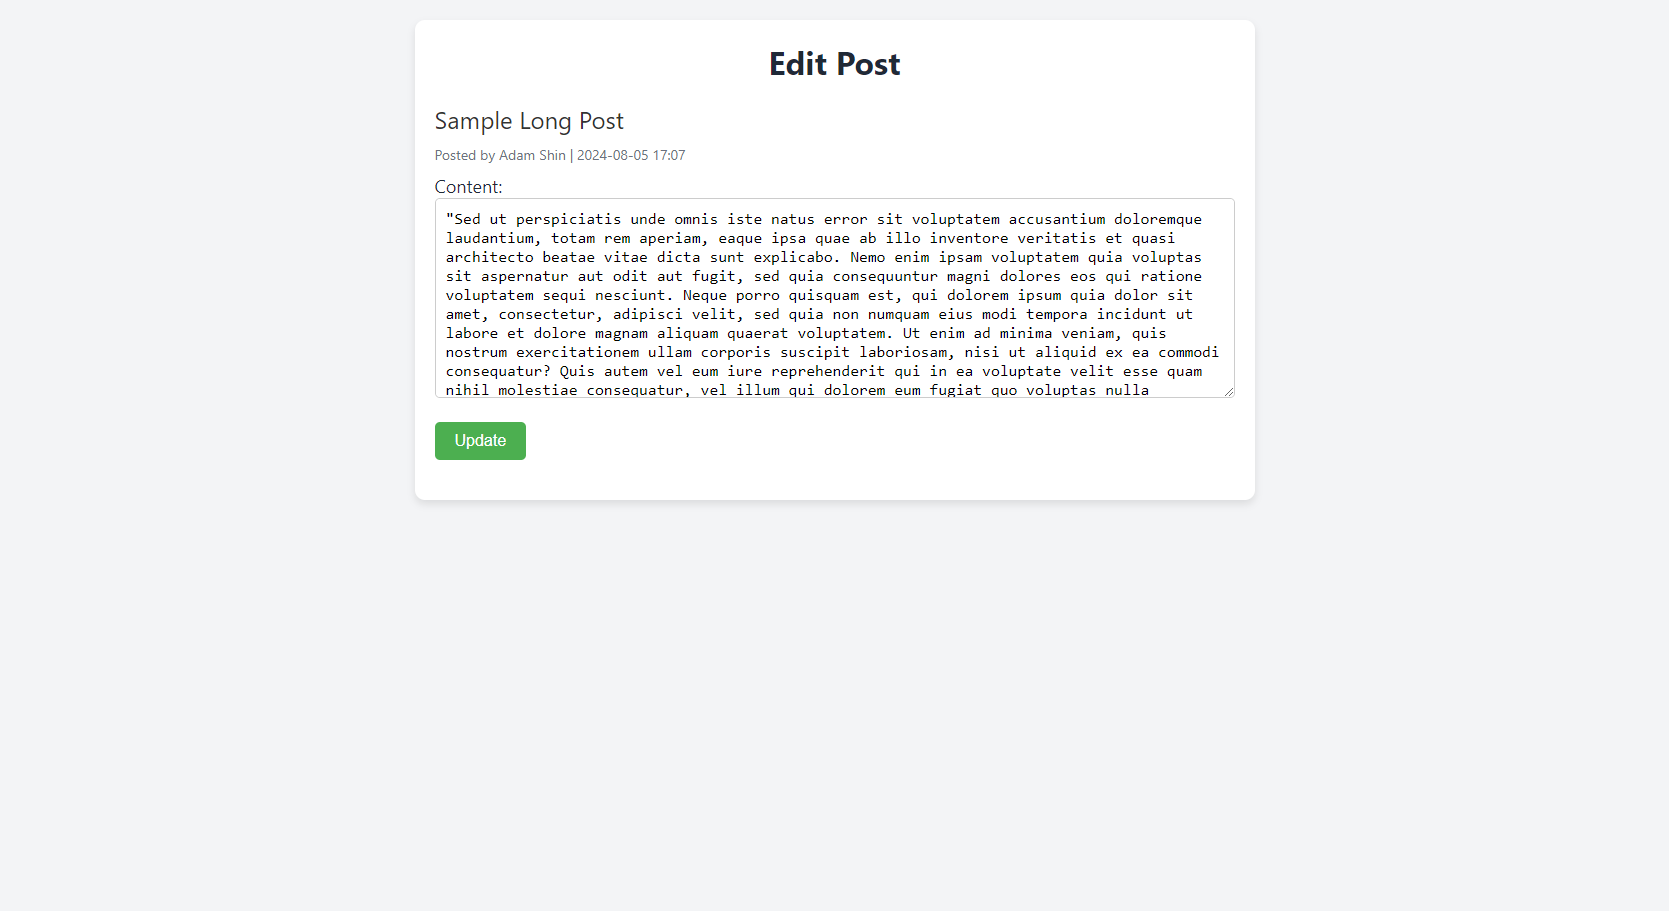 Edit Post
Sample Long Post
Posted by Adam Shin | 2024-08-05 17:07
Content:
"Sed ut perspiciatis unde omnis iste natus error sit voluptatem accusantium doloremque
laudantium, totam rem aperiam, eaque ipsa quae ab illo inventore veritatis et quasi
architecto beatae vitae dicta sunt explicabo. Nemo enim ipsam voluptatem quia voluptas
sit aspernatur aut odit aut fugit, sed quia consequuntur magni dolores eos qui ratione
voluptatem sequi nesciunt. Neque porro quisquam est, qui dolorem ipsum quia dolor sit
amet, consectetur, adipisci velit, sed quia non numquam eius modi tempora incidunt ut
labore et dolore magnam aliquam quaerat voluptatem. Ut enim ad minima veniam, quis
nostrum exercitationem ullam corporis suscipit laboriosam, nisi ut aliquid ex ea commodi
consequatur? Quis autem vel eum iure reprehenderit qui in ea voluptate velit esse quam
nihil molestiae consequatur, vel illum qui dolorem eum fugiat quo voluptas nulla
Update